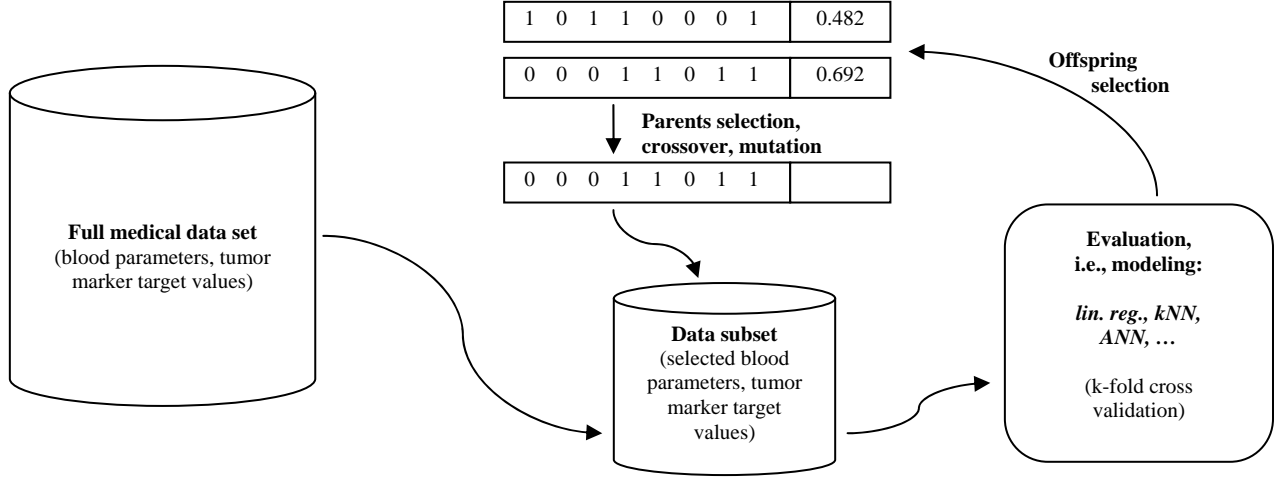 1 0 1 1 0 0 0 1 0.482
0 0 0 1 1 0 1 1 0.692
Offspring
selection
Parents selection,
crossover, mutation
0 0 0 1 1 0 1 1
Full medical data set
(blood parameters, tumor
marker target values)
Data subset
(selected blood
parameters, tumor
marker target
values)
Evaluation,
i.e., modeling:
lin. reg., kNN,
ANN, …
(k-fold cross
validation)